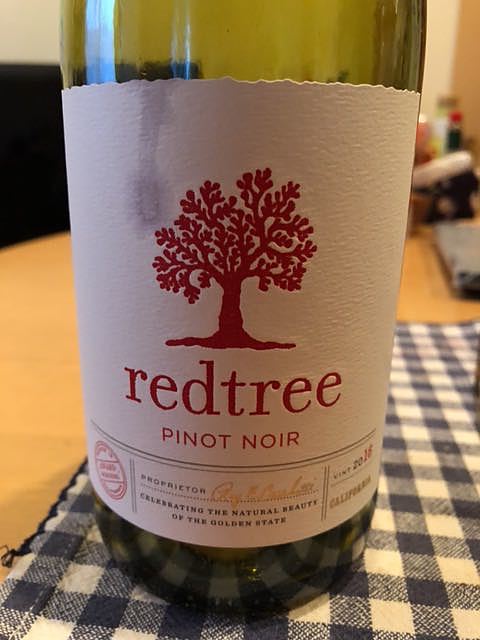 redtree
PINOT NOIR
PROPRIETOR
CELEBRATING THE NATURAL BEAUTY
OF THE GOLDEN STATE
VINT 2016
CALIFORNIA